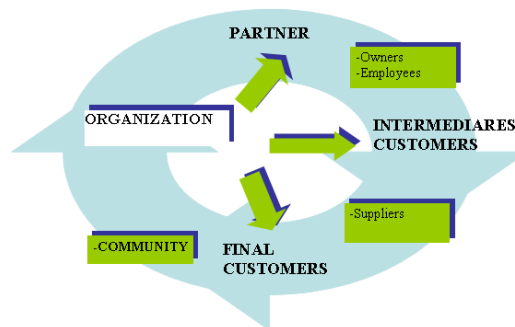 PARTNER
-Owners
-Employees
ORGANIZATION
INTERMEDIARES
CUSTOMERS
-Suppliers
-COMMUNITY
FINAL
CUSTOMERS